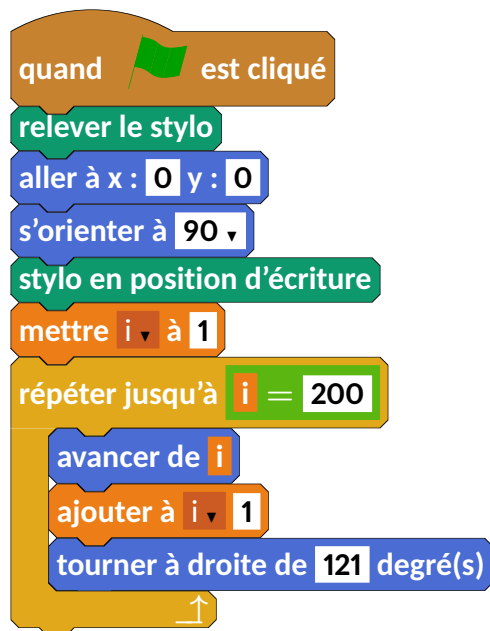 quand est cliqué
relever le stylo
aller à x : 0 y : 0
s’orienter à 90
stylo en position d’écriture
mettre i à 1
répéter jusqu’à i = 200
avancer de i
ajouter à i 1
tourner à droite de 121 degré(s)